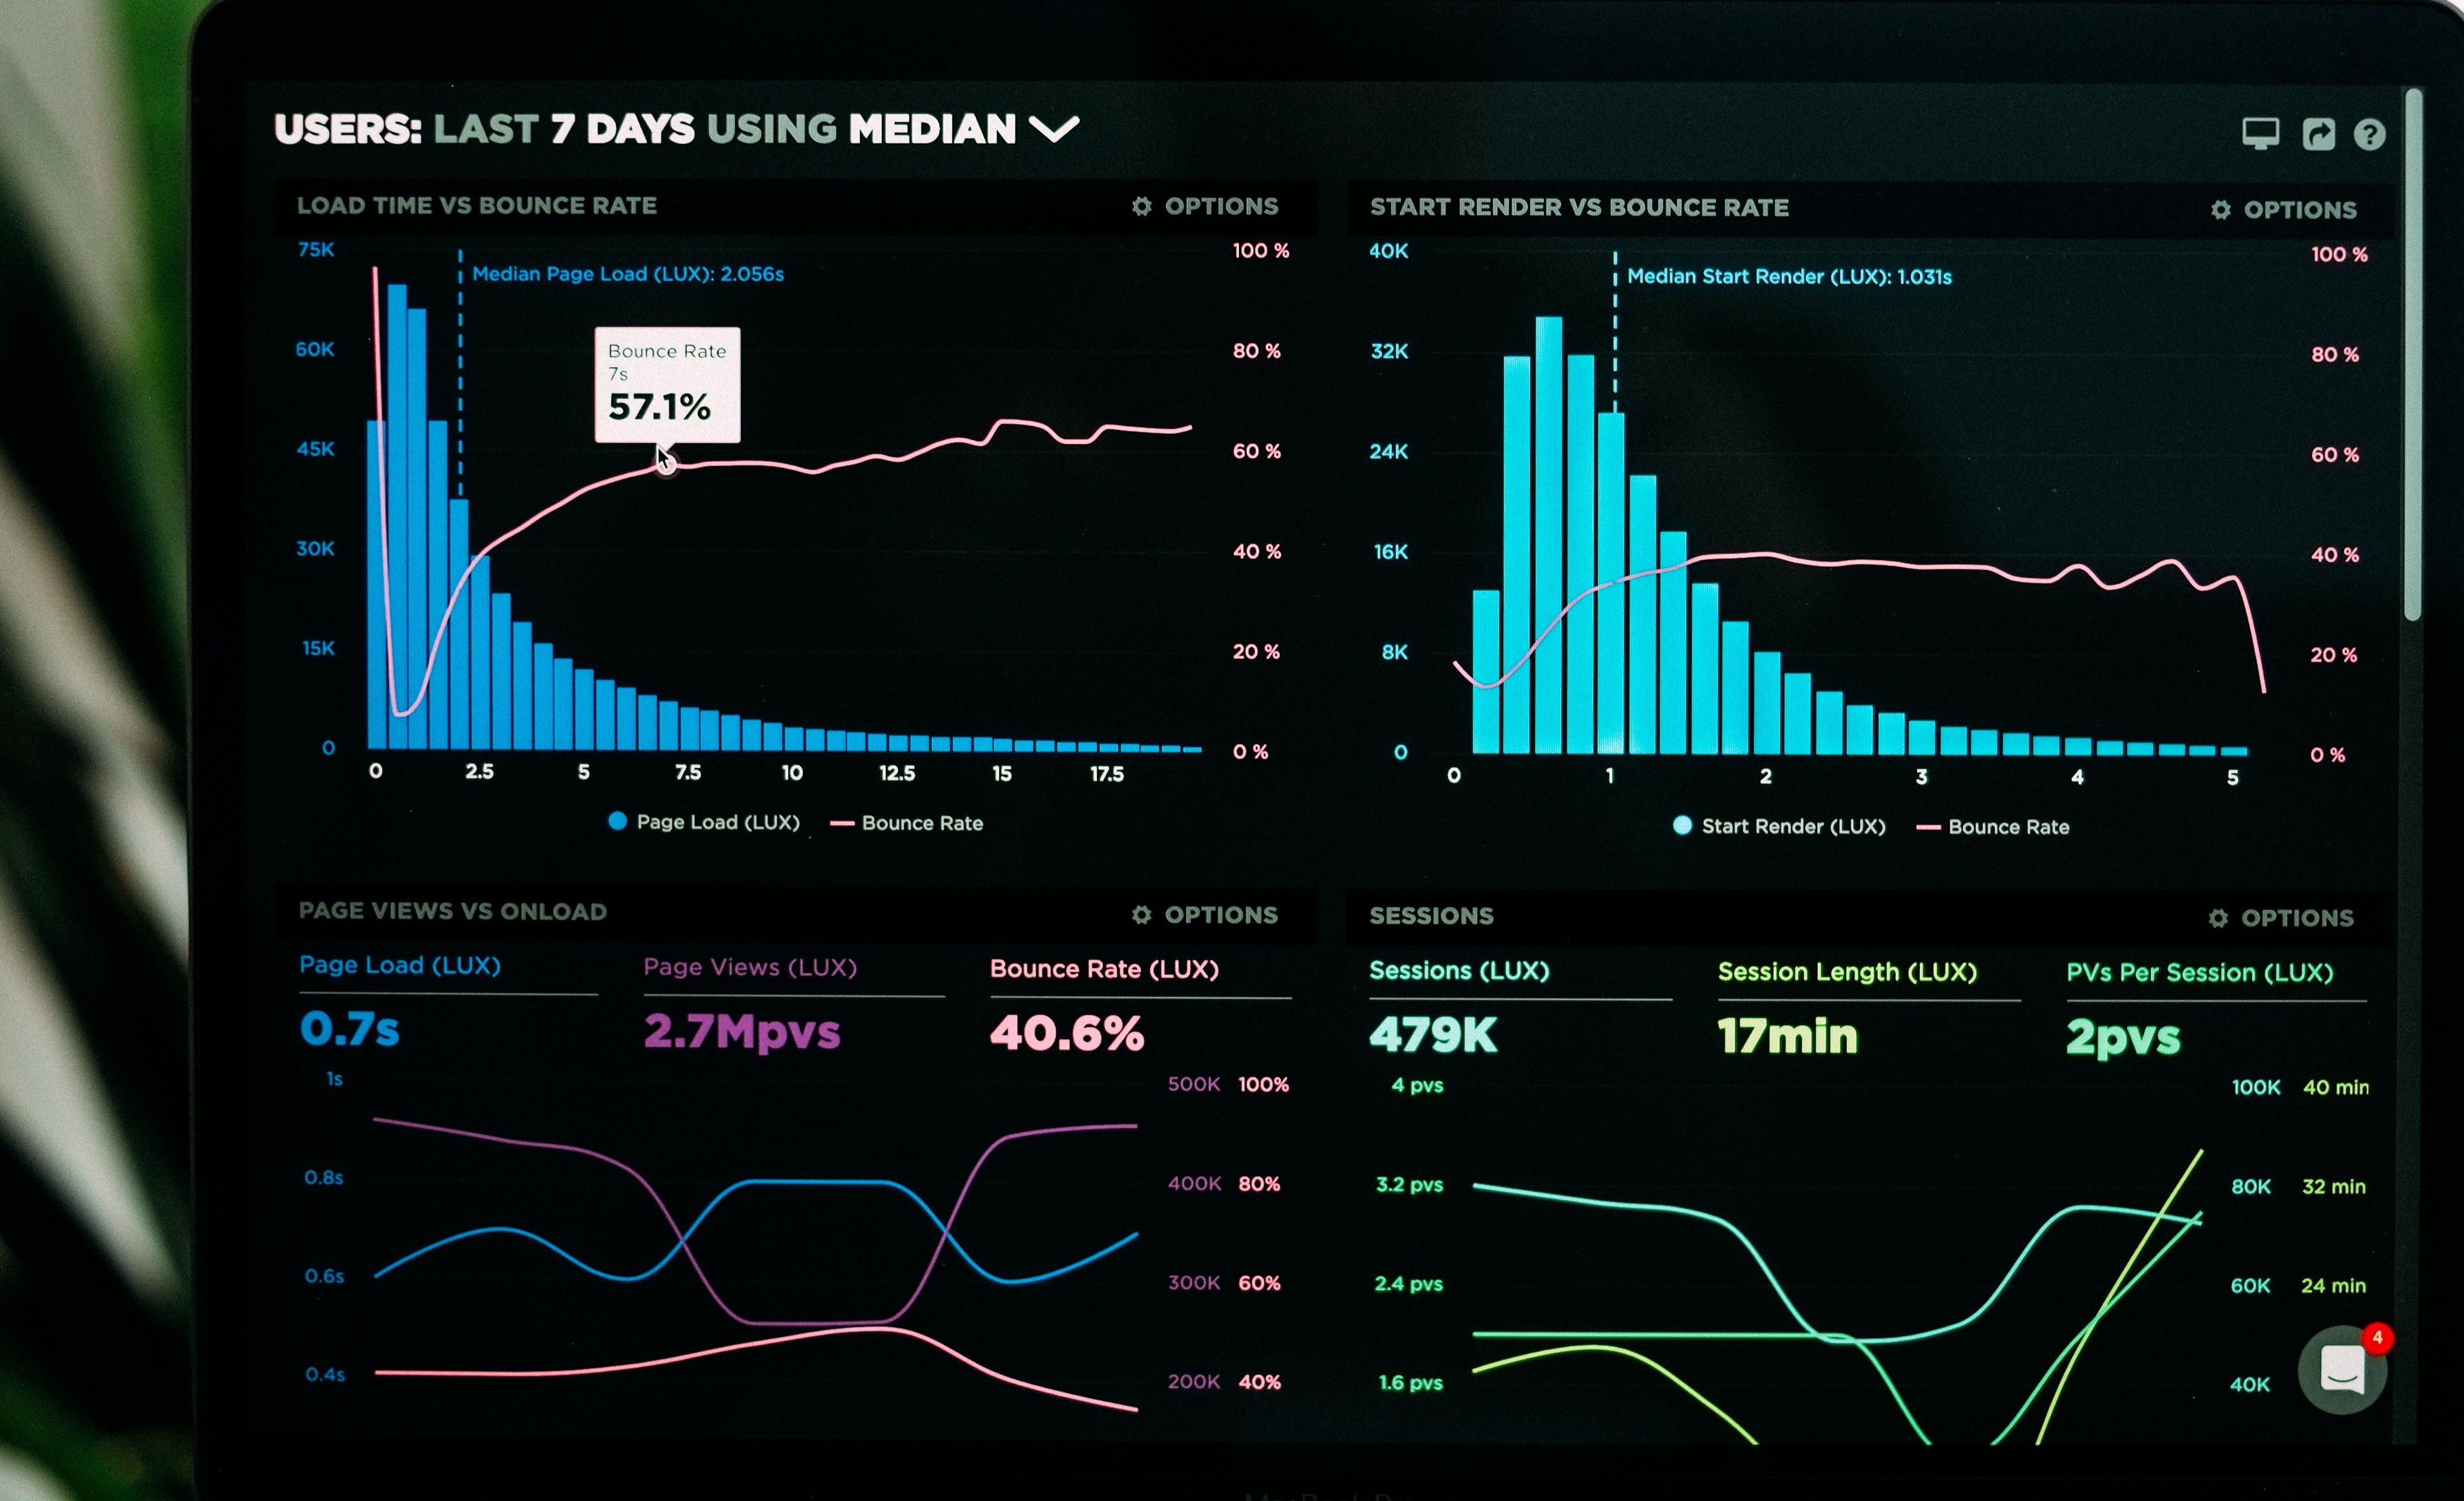 USERS: LAST 7 DAYS USING MEDIAN
LOAD TIME VS BOUNCE RATE
OPTIONS
75K
60K
45K
30K
15K
0
Median Page Load (LUX): 2.056s
Bounce Rate
7s
57.1%
100 %
80 %
60 %
40 %
20 %
0 %
0 2.5 5 7.5 10 12.5 15 17.5
Page Load (LUX) Bounce Rate
START RENDER VS BOUNCE RATE
OPTIONS
40K
32K
24K
16K
8K
0
Median Start Render (LUX): 1.031s
100 %
80 %
60 %
40 %
20 %
0 %
0 1 2 3 4 5
Start Render (LUX) Bounce Rate
PAGE VIEWS VS ONLOAD
OPTIONS
Page Load (LUX)
0.7s
Page Views (LUX)
2.7Mpvs
Bounce Rate (LUX)
40.6%
1s
0.8s
0.6s
0.4s
500K 100%
400K 80%
300K 60%
200K 40%
SESSIONS
OPTIONS
Sessions (LUX)
479K
Session Length (LUX)
17min
PVs Per Session (LUX)
2pvs
4 pvs
3.2 pvs
2.4 pvs
1.6 pvs
100K 40 min
80K 32 min
60K 24 min
40K
4